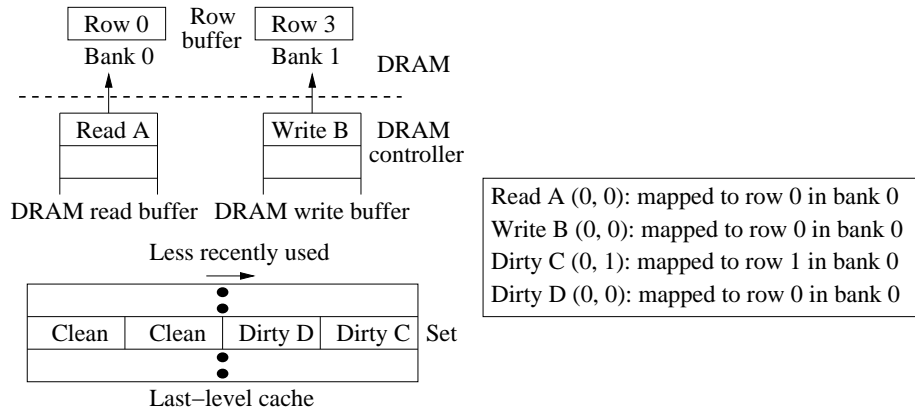 Row 0
Row buffer
Row 3
Bank 0
Bank 1
DRAM
Read A
Write B
DRAM controller
DRAM read buffer
DRAM write buffer
Less recently used
Clean
Clean
Dirty D
Dirty C
Set
Last−level cache
Read A (0, 0): mapped to row 0 in bank 0
Write B (0, 0): mapped to row 0 in bank 0
Dirty C (0, 1): mapped to row 1 in bank 0
Dirty D (0, 0): mapped to row 0 in bank 0